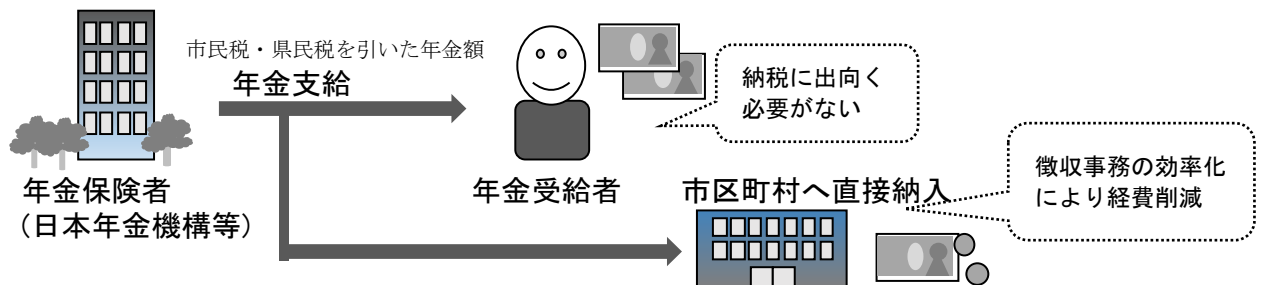 市民税・県民税を引いた年金額
年金支給
納税に出向く
必要がない
年金保険者
（日本年金機構等）
年金受給者
市区町村へ直接納入
徴収事務の効率化
により経費削減